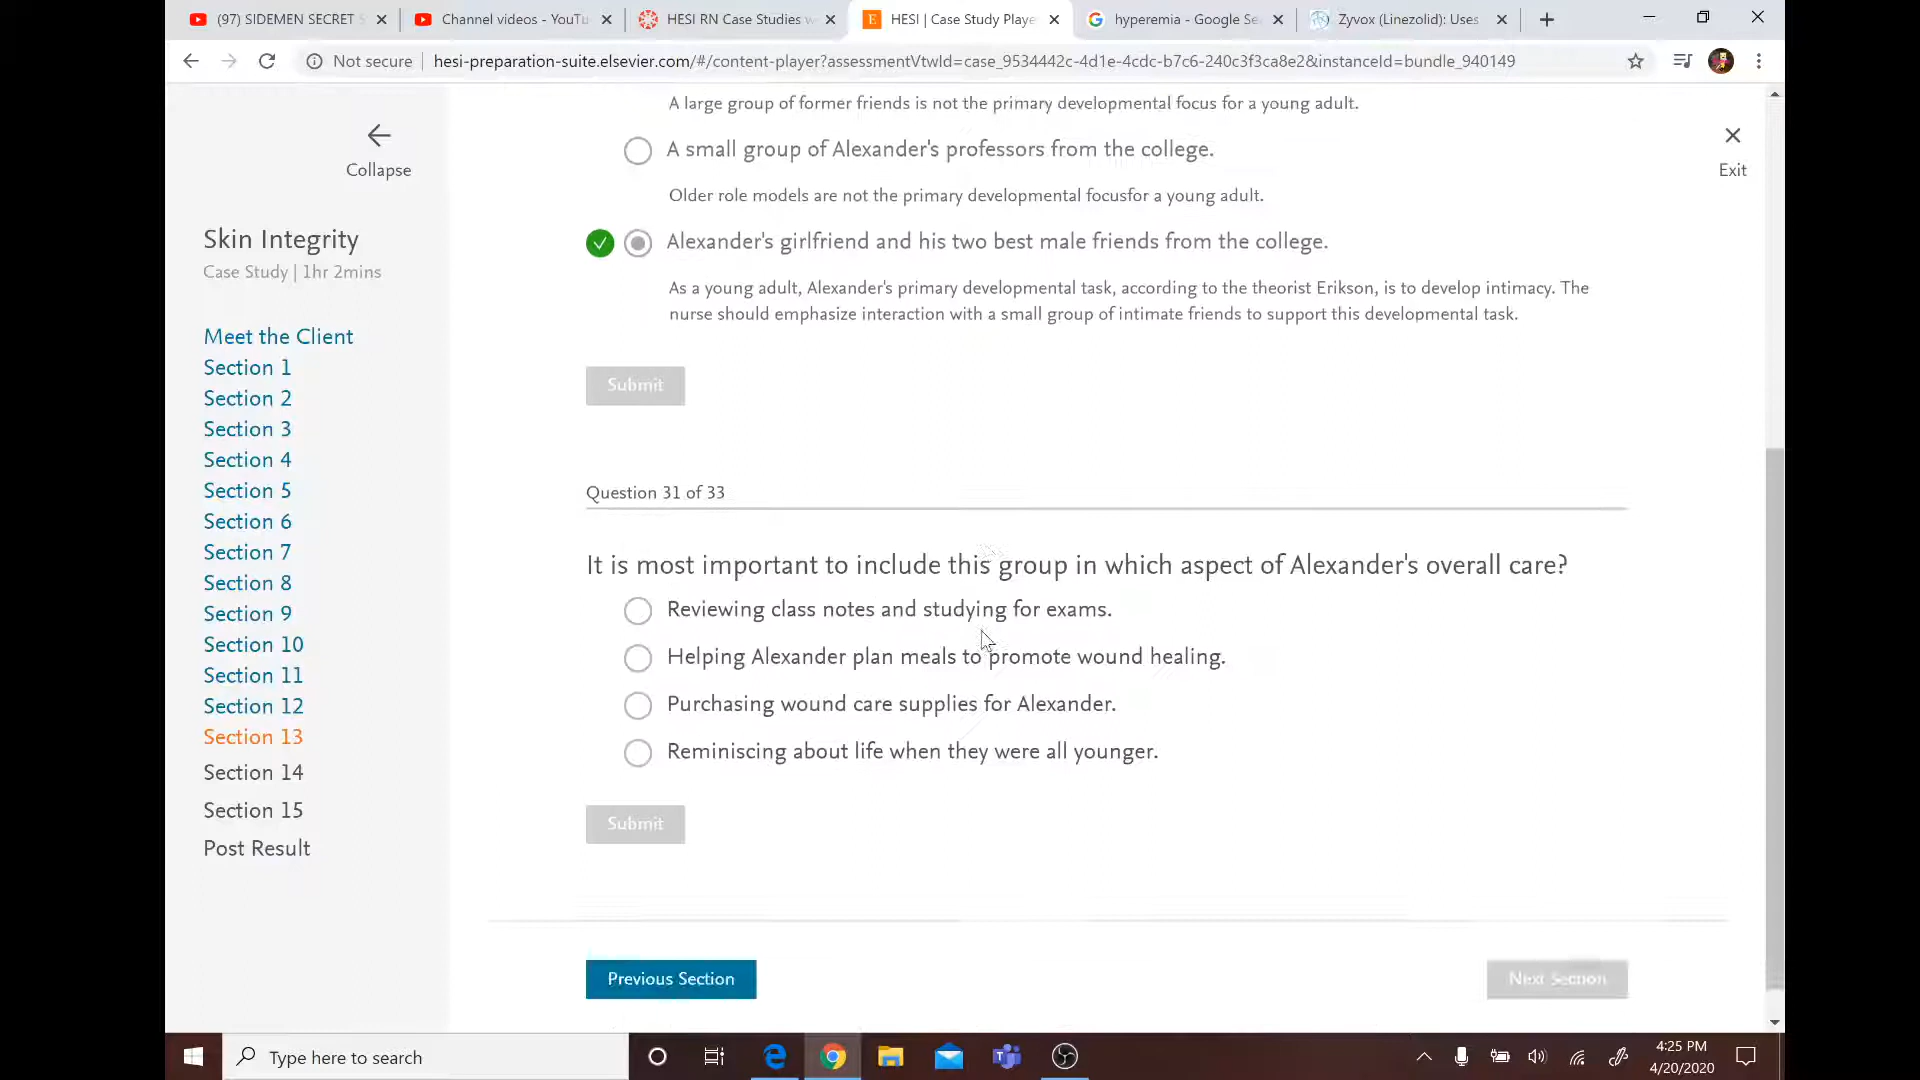 (97) SIDEMEN SECRET S
Channel videos - YouTu
HESI RN Case Studies w
HESI | Case Study Playe
hyperemia - Google Se
Zyvox (Linezolid): Uses
Not secure
hesi-preparation-suite.elsevier.com/#/content-player?assessmentVtwId=case_9534442c-4d1e-4cdc-b7c6-240c3f3ca8e2&instanceId=bundle_940149
Collapse
Exit
Skin Integrity
Case Study | 1hr 2mins
Meet the Client
Section 1
Section 2
Section 3
Section 4
Section 5
Section 6
Section 7
Section 8
Section 9
Section 10
Section 11
Section 12
Section 13
Section 14
Section 15
Post Result
A large group of former friends is not the primary developmental focus for a young adult.
A small group of Alexander's professors from the college.
Older role models are not the primary developmental focusfor a young adult.
Alexander's girlfriend and his two best male friends from the college.
As a young adult, Alexander's primary developmental task, according to the theorist Erikson, is to develop intimacy. The
nurse should emphasize interaction with a small group of intimate friends to support this developmental task.
Submit
Question 31 of 33
It is most important to include this group in which aspect of Alexander's overall care?
Reviewing class notes and studying for exams.
Helping Alexander plan meals to promote wound healing.
Purchasing wound care supplies for Alexander.
Reminiscing about life when they were all younger.
Submit
Previous Section
Next Section
Type here to search
4:25 PM
4/20/2020